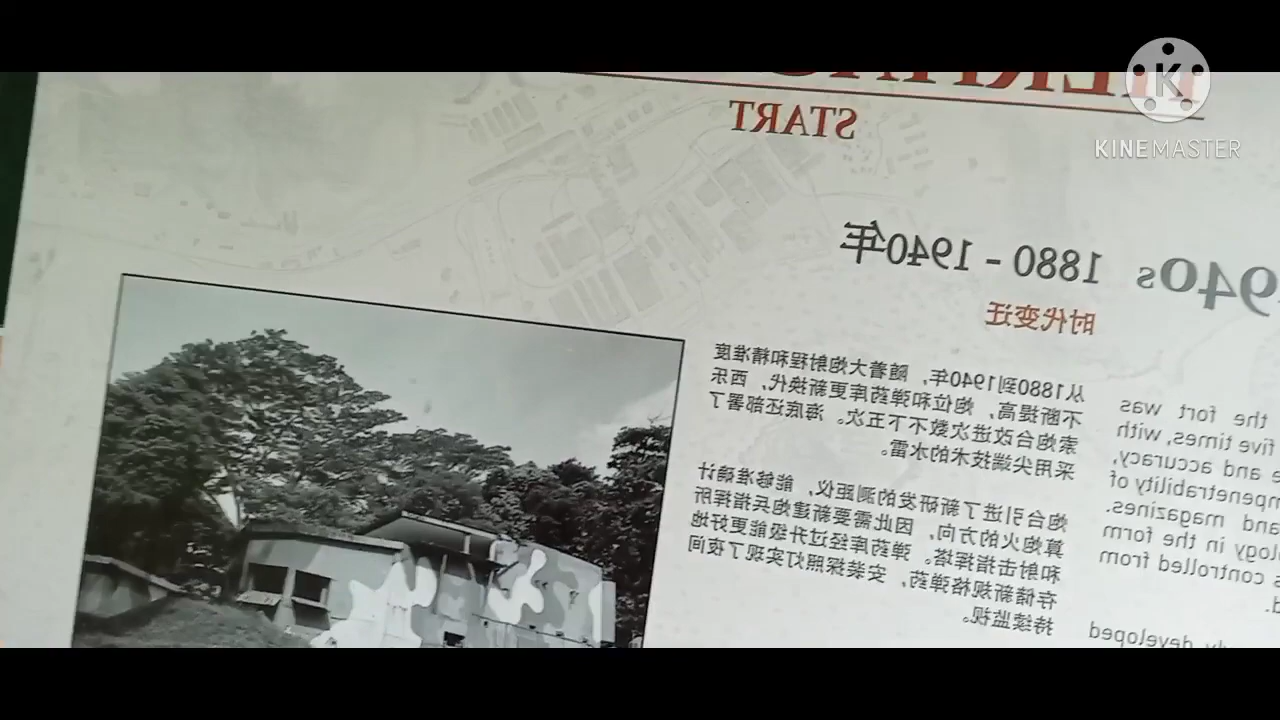 START
940s 1880 - 1940年
时代变迁
the fort was
five times, with
and accuracy,
mpenetrability of
and magazines.
ology in the form
s controlled from
d.
ly developed
从1880到1940年，随着大炮射程和精准度
不断提高，炮位和弹药库更新换代，西乐
索炮台改进次数不下五次。海底还部署了
采用尖端技术的水雷。
炮台引进了新研发的测距仪，能够准确计
算炮火的方向，因此需要新建炮兵指挥所
和射击指挥塔。弹药库经过升级能更好地
存储新规格弹药，安装探照灯实现了夜间
持续监视。
K
KINEMASTER